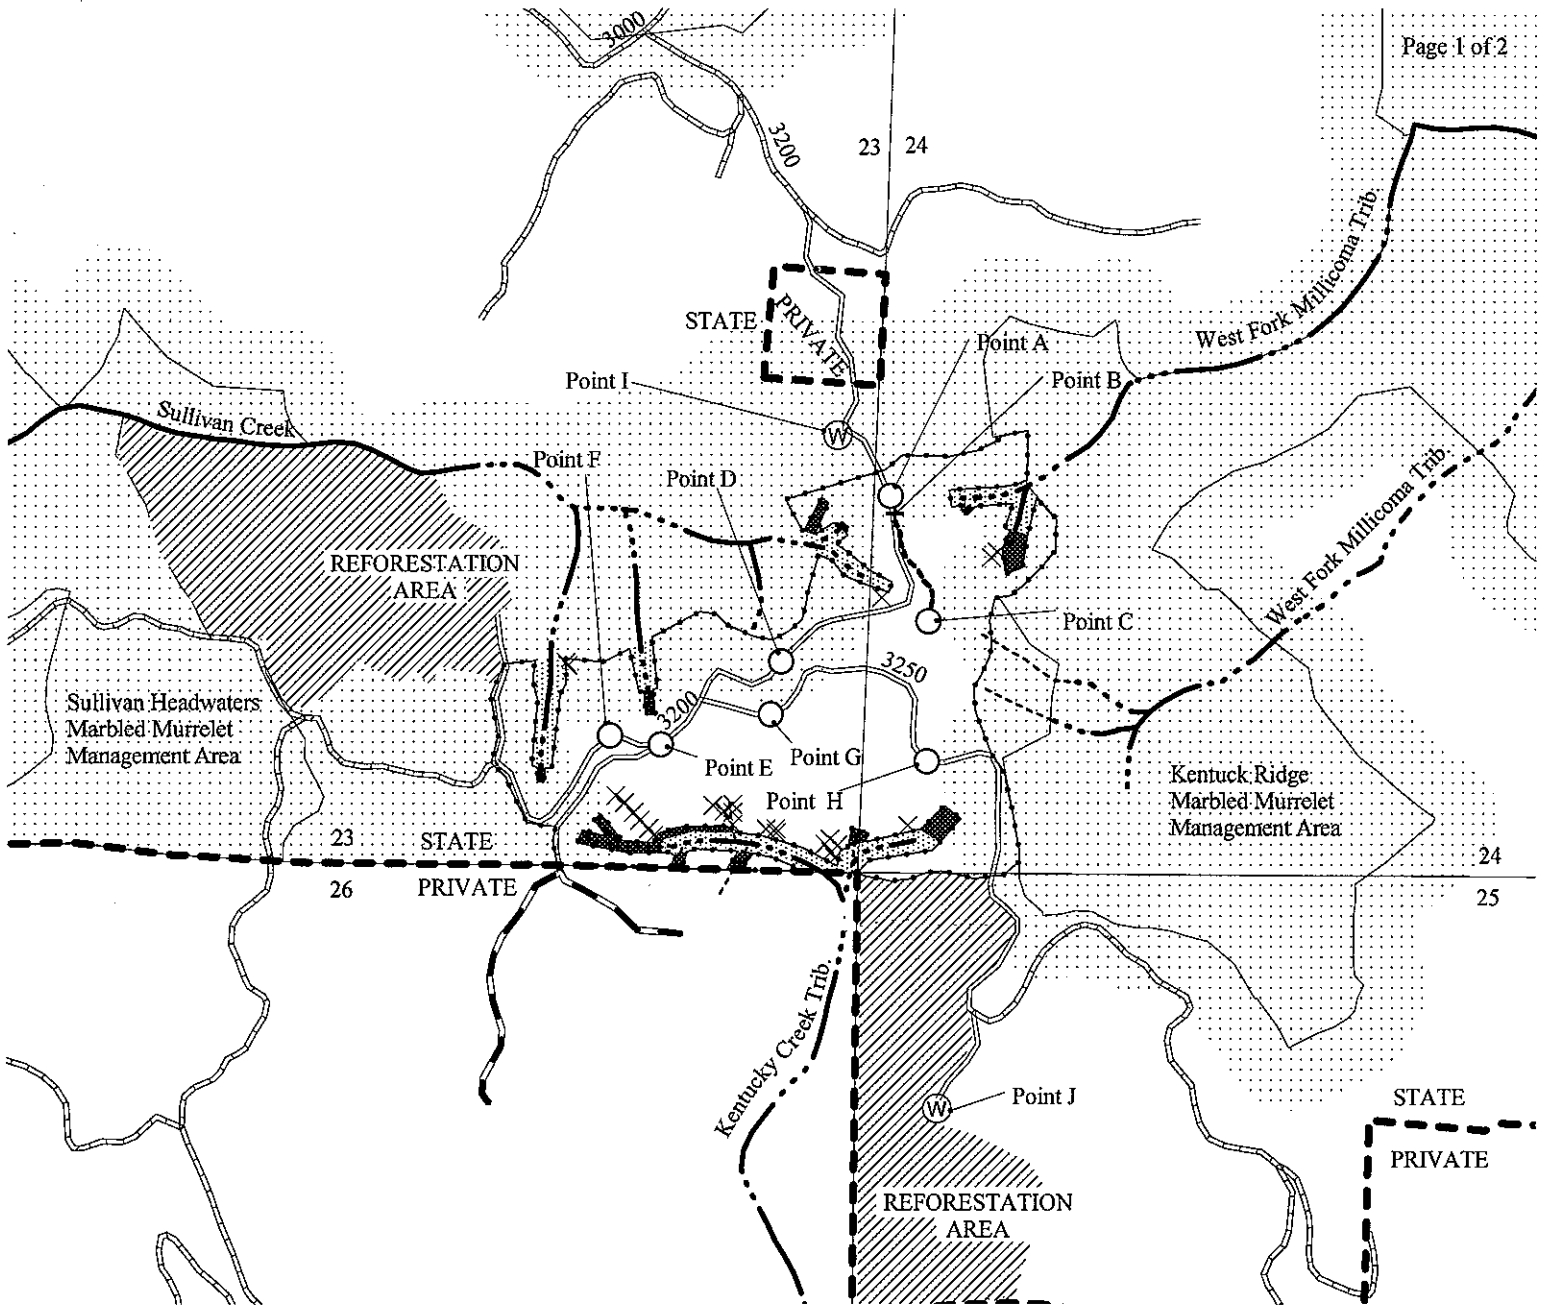 3000
Page 1 of 2
3200
23
24
West Fork Millicoma Trib.
STATE
PRIVATE
Point A
Point I
Point B
Sullivan Creek
Point F
Point D
West Fork Millicoma Trib.
REFORESTATION
AREA
Point C
3250
Sullivan Headwaters
Marbled Murrelet
Management Area
3200
Point E
Point G
Point H
Kentuck Ridge
Marbled Murrelet
Management Area
23
STATE
24
26
PRIVATE
25
Kentucky Creek Trib.
W
W
Point J
STATE
PRIVATE
REFORESTATION
AREA